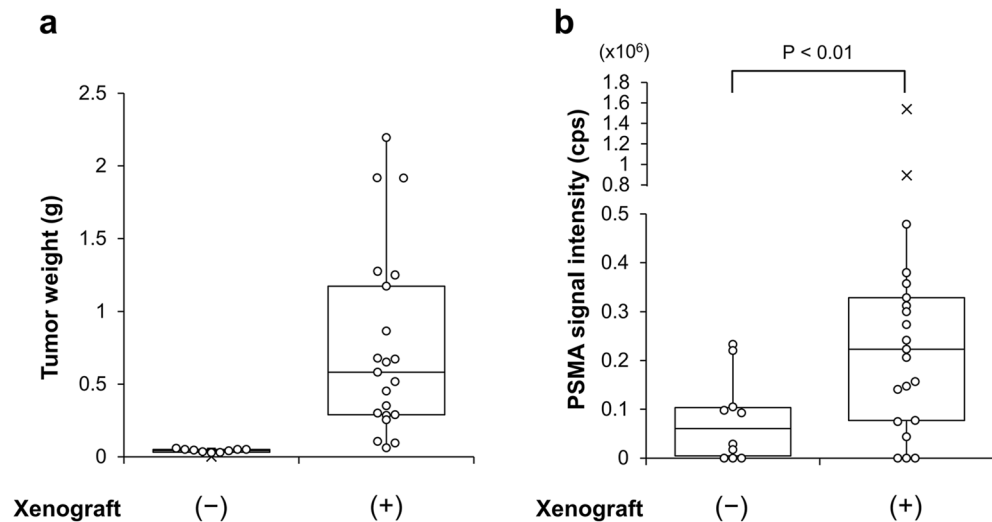 a
2.5
2
1.5
1
0.5
0
Tumor weight (g)
Xenograft (−) (+)
b
(x10⁶)
P < 0.01
1.8
1.6
1.4
1.2
1
0.8
0.5
0.4
0.3
0.2
0.1
0
PSMA signal intensity (cps)
Xenograft (−) (+)